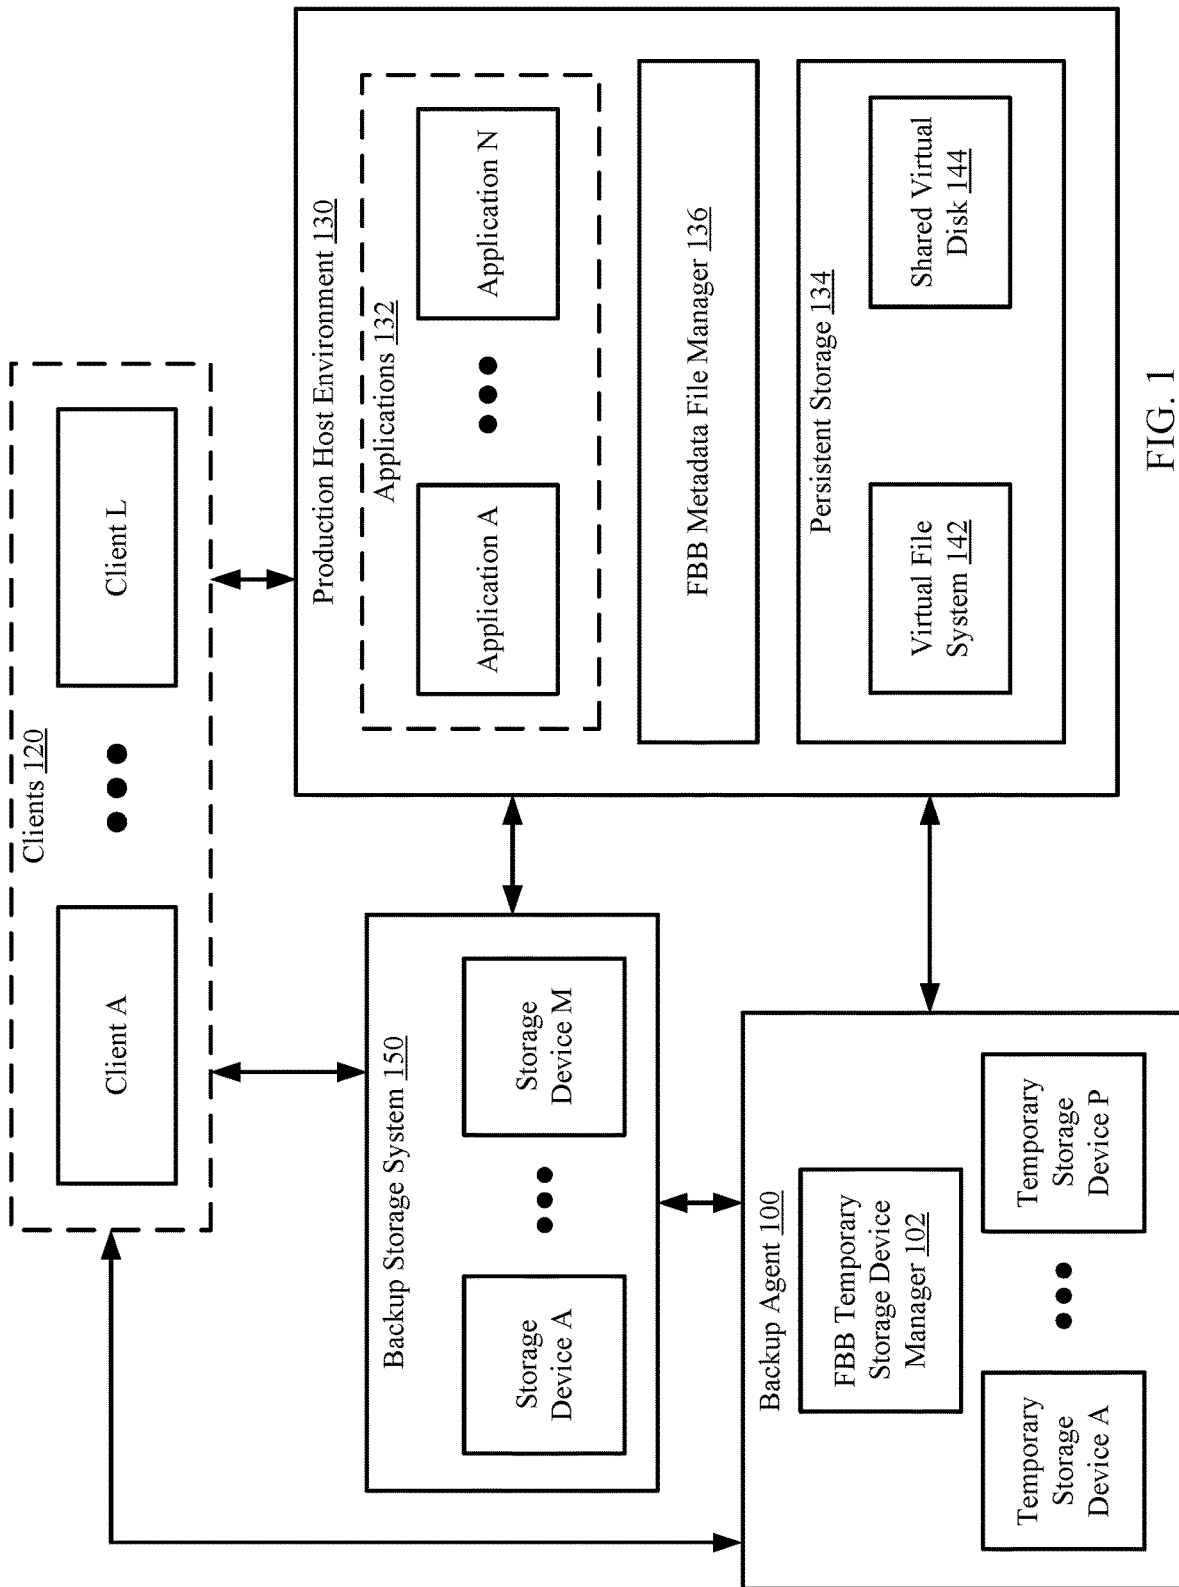 Clients 120
Client A
Client L
Production Host Environment 130
Applications 132
Application A
Application N
FBB Metadata File Manager 136
Persistent Storage 134
Virtual File
System 142
Shared Virtual
Disk 144
Backup Storage System 150
Storage
Device A
Storage
Device M
Backup Agent 100
FBB Temporary
Storage Device
Manager 102
Temporary
Storage
Device A
Temporary
Storage
Device P
FIG. 1